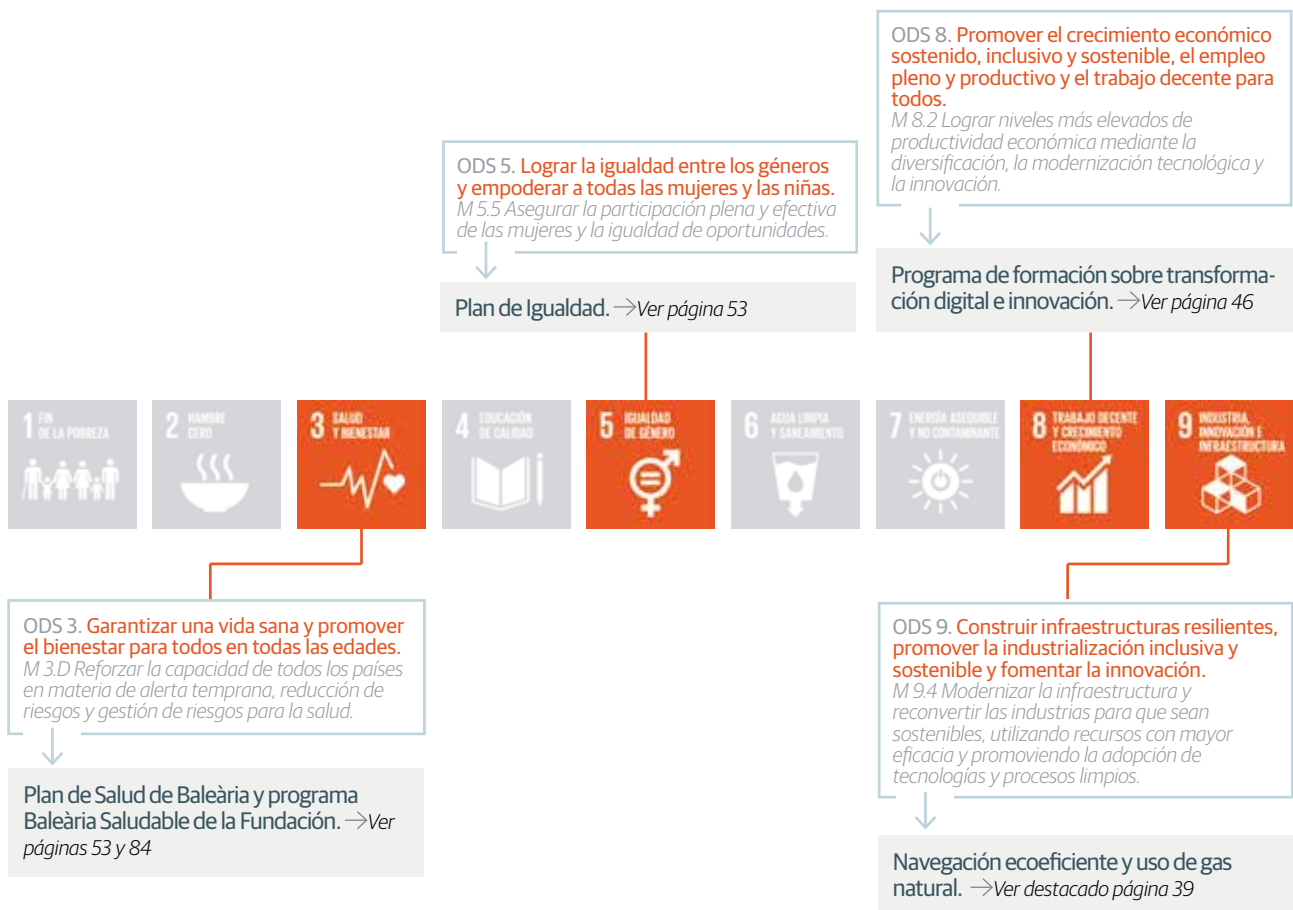 ODS 8. Promover el crecimiento económico
sostenido, inclusivo y sostenible, el empleo
pleno y productivo y el trabajo decente para
todos.
M 8.2 Lograr niveles más elevados de
productividad económica mediante la
diversificación, la modernización tecnológica y
la innovación.
ODS 5. Lograr la igualdad entre los géneros
y empoderar a todas las mujeres y las niñas.
M 5.5 Asegurar la participación plena y efectiva
de las mujeres y la igualdad de oportunidades.
Programa de formación sobre transforma-
ción digital e innovación. →Ver página 46
Plan de Igualdad. →Ver página 53
1 FIN
DE LA POBREZA
2 HAMBRE
CERO
3 SALUD
Y BIENESTAR
4 EDUCACIÓN
DE CALIDAD
5 IGUALDAD
DE GÉNERO
6 AGUA LIMPIA
Y SANEAMIENTO
7 ENERGÍA ASEQUIBLE
Y NO CONTAMINANTE
8 TRABAJO DECENTE
Y CRECIMIENTO
ECONÓMICO
9 INDUSTRIA,
INNOVACIÓN E
INFRAESTRUCTURA
ODS 3. Garantizar una vida sana y promover
el bienestar para todos en todas las edades.
M 3.D Reforzar la capacidad de todos los países
en materia de alerta temprana, reducción de
riesgos y gestión de riesgos para la salud.
Plan de Salud de Baleària y programa
Baleària Saludable de la Fundación. →Ver
páginas 53 y 84
ODS 9. Construir infraestructuras resilientes,
promover la industrialización inclusiva y
sostenible y fomentar la innovación.
M 9.4 Modernizar la infraestructura y
reconvertir las industrias para que sean
sostenibles, utilizando recursos con mayor
eficacia y promoviendo la adopción de
tecnologías y procesos limpios.
Navegación ecoeficiente y uso de gas
natural. →Ver destacado página 39